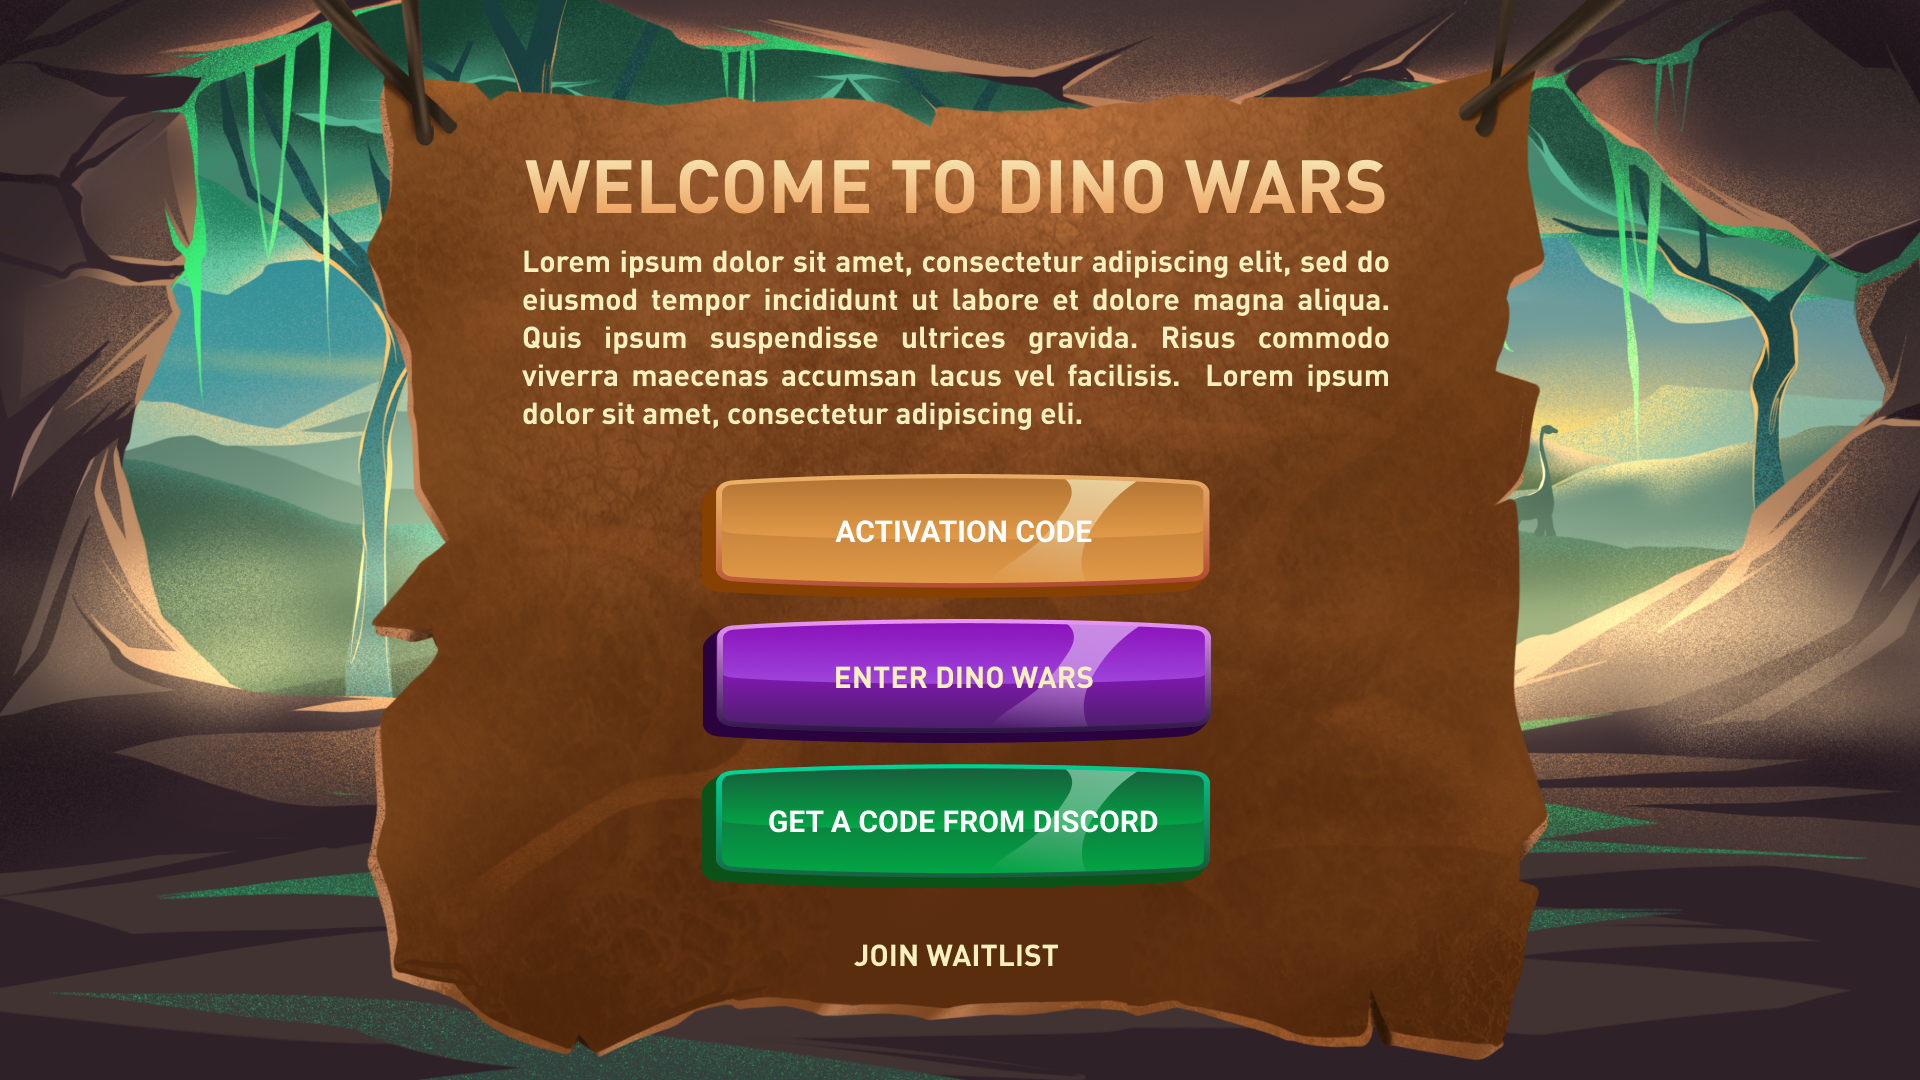 WELCOME TO DINO WARS
Lorem ipsum dolor sit amet, consectetur adipiscing elit, sed do
eiusmod tempor incididunt ut labore et dolore magna aliqua.
Quis ipsum suspendisse ultrices gravida. Risus commodo
viverra maecenas accumsan lacus vel facilisis. Lorem ipsum
dolor sit amet, consectetur adipiscing eli.
ACTIVATION CODE
ENTER DINO WARS
GET A CODE FROM DISCORD
JOIN WAITLIST